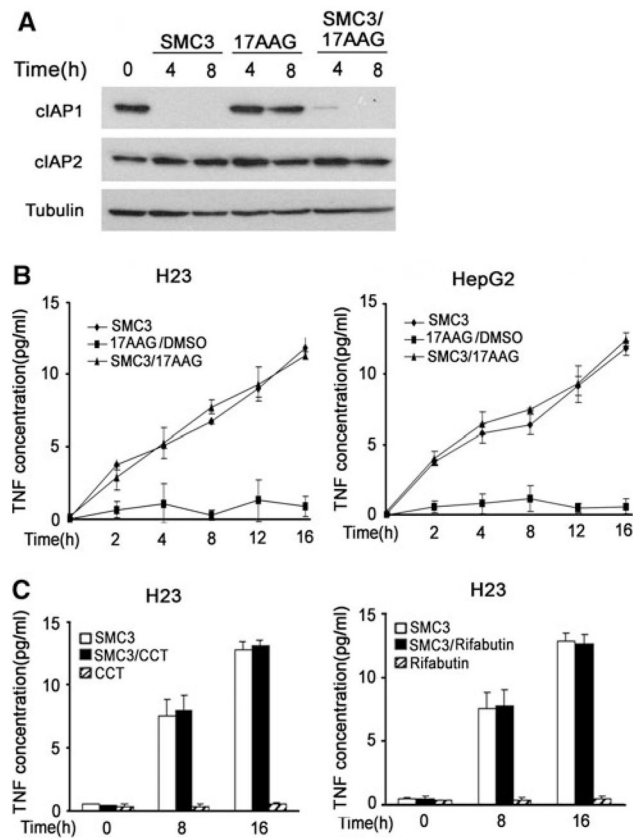 A
SMC3 17AAG SMC3/
17AAG
Time(h) 0 4 8 4 8 4 8
cIAP1
cIAP2
Tubulin
B
H23
TNF concentration(pg/ml)
15
10
5
0
SMC3
17AAG/DMSO
SMC3/17AAG
Time(h) 2 4 8 12 16
HepG2
TNF concentration(pg/ml)
15
10
5
0
SMC3
17AAG/DMSO
SMC3/17AAG
Time(h) 2 4 8 12 16
C
H23
TNF concentration(pg/ml)
15
10
5
0
SMC3
SMC3/CCT
CCT
Time(h) 0 8 16
H23
TNF concentration(pg/ml)
15
10
5
0
SMC3
SMC3/Rifabutin
Rifabutin
Time(h) 0 8 16